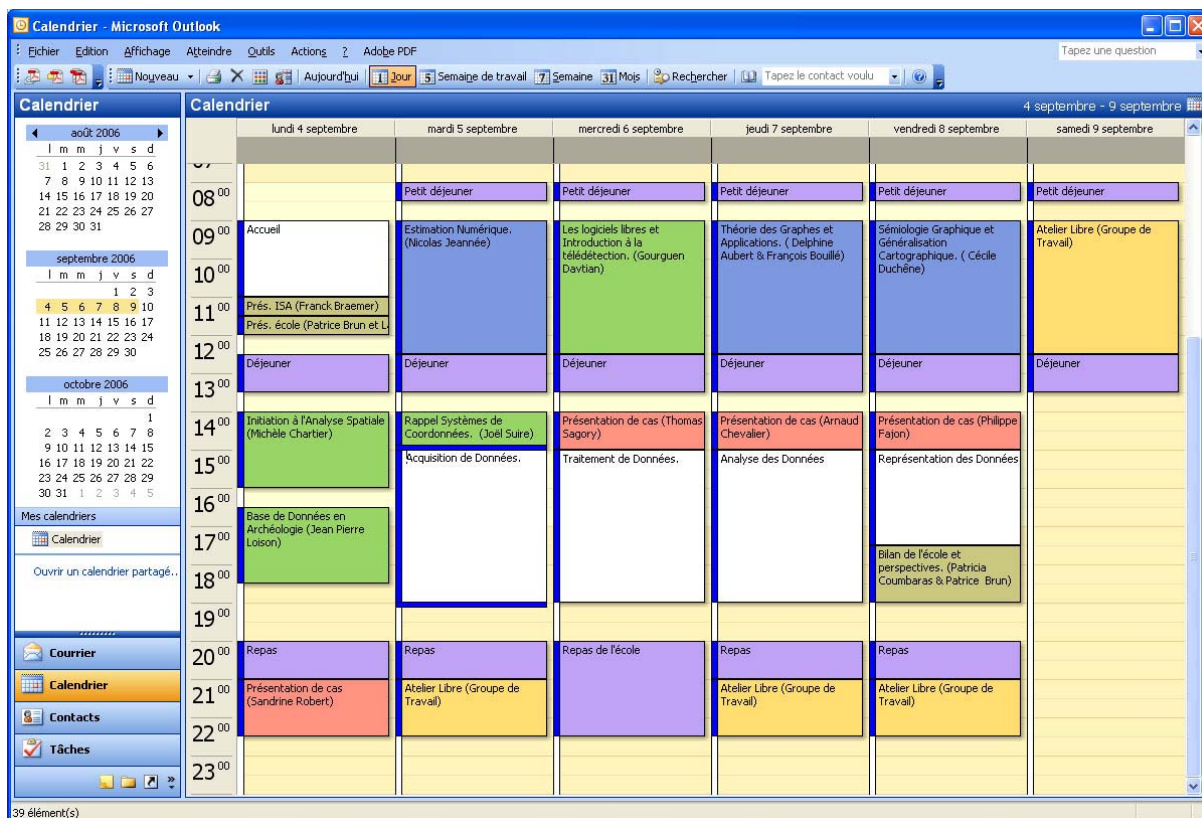 Calendrier - Microsoft Outlook
Fichier Edition Affichage Atteindre Outils Actions ? Adobe PDF Tapez une question
Nouveau Aujourd'hui 1 Jour 5 Semaine de travail 7 Semaine 31 Mois Rechercher Tapez le contact voulu
Calendrier
août 2006
l m m j v s d
31 1 2 3 4 5 6
7 8 9 10 11 12 13
14 15 16 17 18 19 20
21 22 23 24 25 26 27
28 29 30 31
septembre 2006
l m m j v s d
1 2 3
4 5 6 7 8 9 10
11 12 13 14 15 16 17
18 19 20 21 22 23 24
25 26 27 28 29 30
octobre 2006
l m m j v s d
1
2 3 4 5 6 7 8
9 10 11 12 13 14 15
16 17 18 19 20 21 22
23 24 25 26 27 28 29
30 31 1 2 3 4 5
Mes calendriers
Calendrier
Ouvrir un calendrier partagé..
Courrier
Calendrier
Contacts
Tâches
Calendrier 4 septembre - 9 septembre
lundi 4 septembre mardi 5 septembre mercredi 6 septembre jeudi 7 septembre vendredi 8 septembre samedi 9 septembre
08 00
09 00
10 00
11 00
12 00
13 00
14 00
15 00
16 00
17 00
18 00
19 00
20 00
21 00
22 00
23 00
Accueil
Prés. ISA (Franck Braemer)
Prés. école (Patrice Brun et L
Déjeuner
Initiation à l'Analyse Spatiale
(Michèle Chartier)
Base de Données en
Archéologie (Jean Pierre
Loison)
Repas
Présentation de cas
(Sandrine Robert)
Petit déjeuner
Estimation Numérique.
(Nicolas Jeannée)
Déjeuner
Rappel Systèmes de
Coordonnées. (Joël Suire)
Acquisition de Données.
Repas
Atelier Libre (Groupe de
Travail)
Petit déjeuner
Les logiciels libres et
Introduction à la
télédétection. (Gourguen
Davtian)
Déjeuner
Présentation de cas (Thomas
Sagory)
Traitement de Données.
Repas de l'école
Petit déjeuner
Théorie des Graphes et
Applications. ( Delphine
Aubert & François Bouillé)
Déjeuner
Présentation de cas (Arnaud
Chevalier)
Analyse des Données
Repas
Atelier Libre (Groupe de
Travail)
Petit déjeuner
Sémiologie Graphique et
Généralisation
Cartographique. ( Cécile
Duchêne)
Déjeuner
Présentation de cas (Philippe
Fajon)
Représentation des Données
Bilan de l'école et
perspectives. (Patricia
Coumbaras & Patrice Brun)
Repas
Atelier Libre (Groupe de
Travail)
Petit déjeuner
Atelier Libre (Groupe de
Travail)
Déjeuner
39 élément(s)